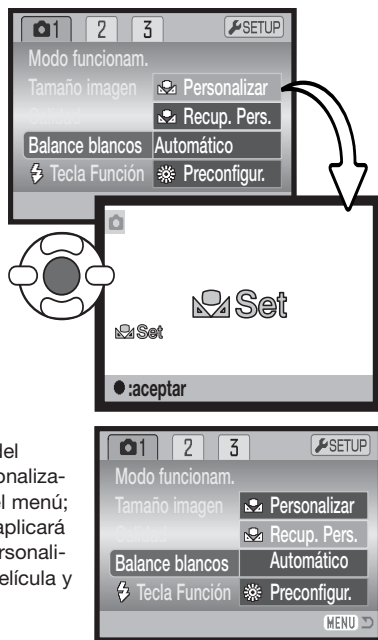 1 2 3 SETUP
Modo funcionam.
Tamaño imagen Personalizar
Calidad Recup. Pers.
Balance blancos Automático
Tecla Función Preconfigur.
Set
Set
:aceptar
del
onaliza-
el menú;
aplicará
ersonali-
elícula y
1 2 3 SETUP
Modo funcionam.
Tamaño imagen Personalizar
Calidad Recup. Pers.
Balance blancos Automático
Tecla Función Preconfigur.
MENU